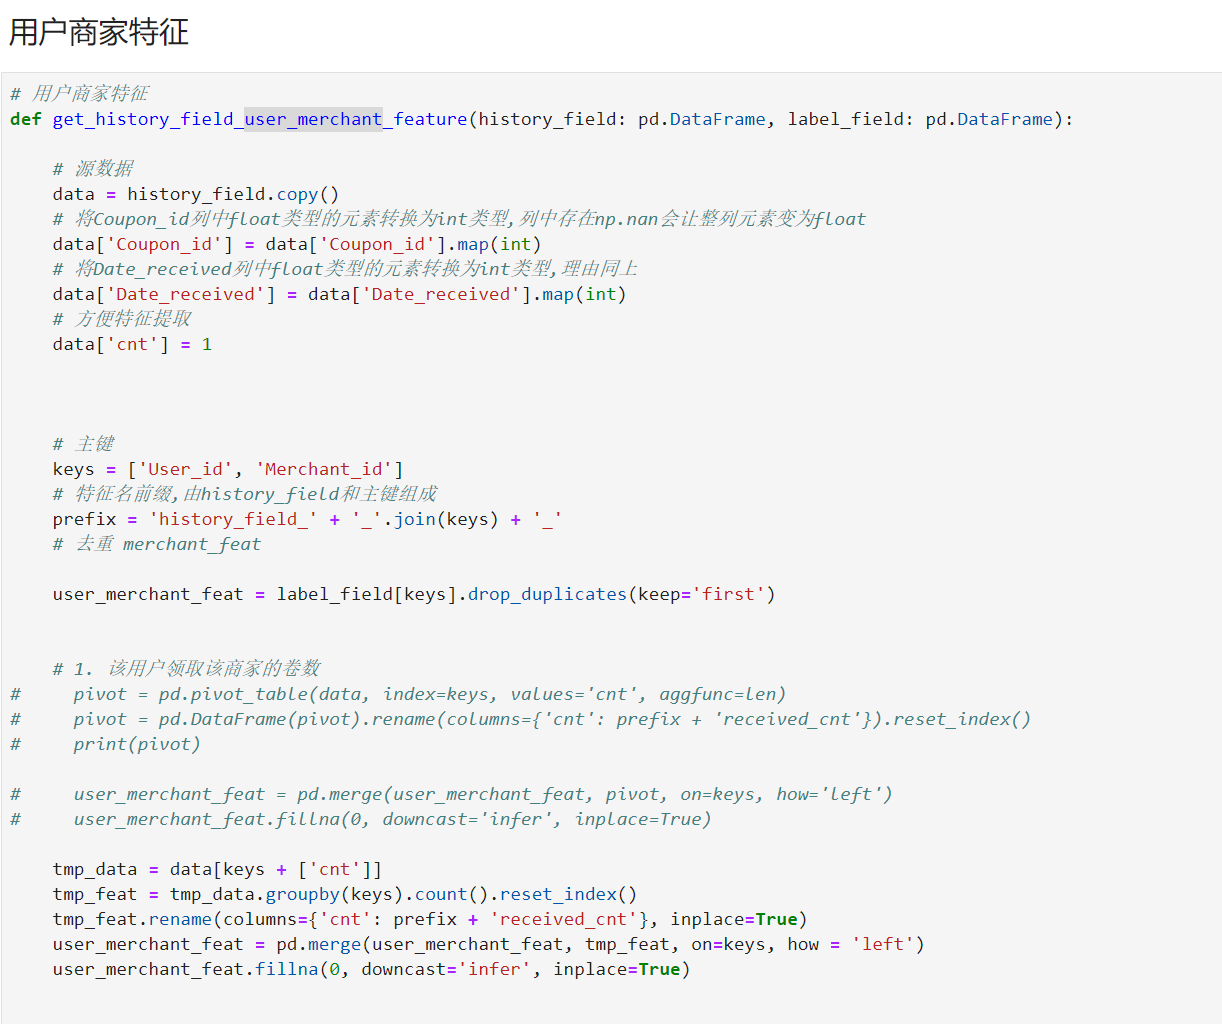 用户商家特征
# 用户商家特征
def get_history_field_user_merchant_feature(history_field: pd.DataFrame, label_field: pd.DataFrame):
    # 源数据
    data = history_field.copy()
    # 将Coupon_id列中float类型的元素转换为int类型,列中存在np.nan会让整列元素变为float
    data['Coupon_id'] = data['Coupon_id'].map(int)
    # 将Date_received列中float类型的元素转换为int类型,理由同上
    data['Date_received'] = data['Date_received'].map(int)
    # 方便特征提取
    data['cnt'] = 1
    # 主键
    keys = ['User_id', 'Merchant_id']
    # 特征名前缀,由history_field和主键组成
    prefix = 'history_field_' + '_'.join(keys) + '_'
    # 去重 merchant_feat
    user_merchant_feat = label_field[keys].drop_duplicates(keep='first')
    # 1. 该用户领取该商家的卷数
#     pivot = pd.pivot_table(data, index=keys, values='cnt', aggfunc=len)
#     pivot = pd.DataFrame(pivot).rename(columns={'cnt': prefix + 'received_cnt'}).reset_index()
#     print(pivot)
#     user_merchant_feat = pd.merge(user_merchant_feat, pivot, on=keys, how='left')
#     user_merchant_feat.fillna(0, downcast='infer', inplace=True)
    tmp_data = data[keys + ['cnt']]
    tmp_feat = tmp_data.groupby(keys).count().reset_index()
    tmp_feat.rename(columns={'cnt': prefix + 'received_cnt'}, inplace=True)
    user_merchant_feat = pd.merge(user_merchant_feat, tmp_feat, on=keys, how = 'left')
    user_merchant_feat.fillna(0, downcast='infer', inplace=True)